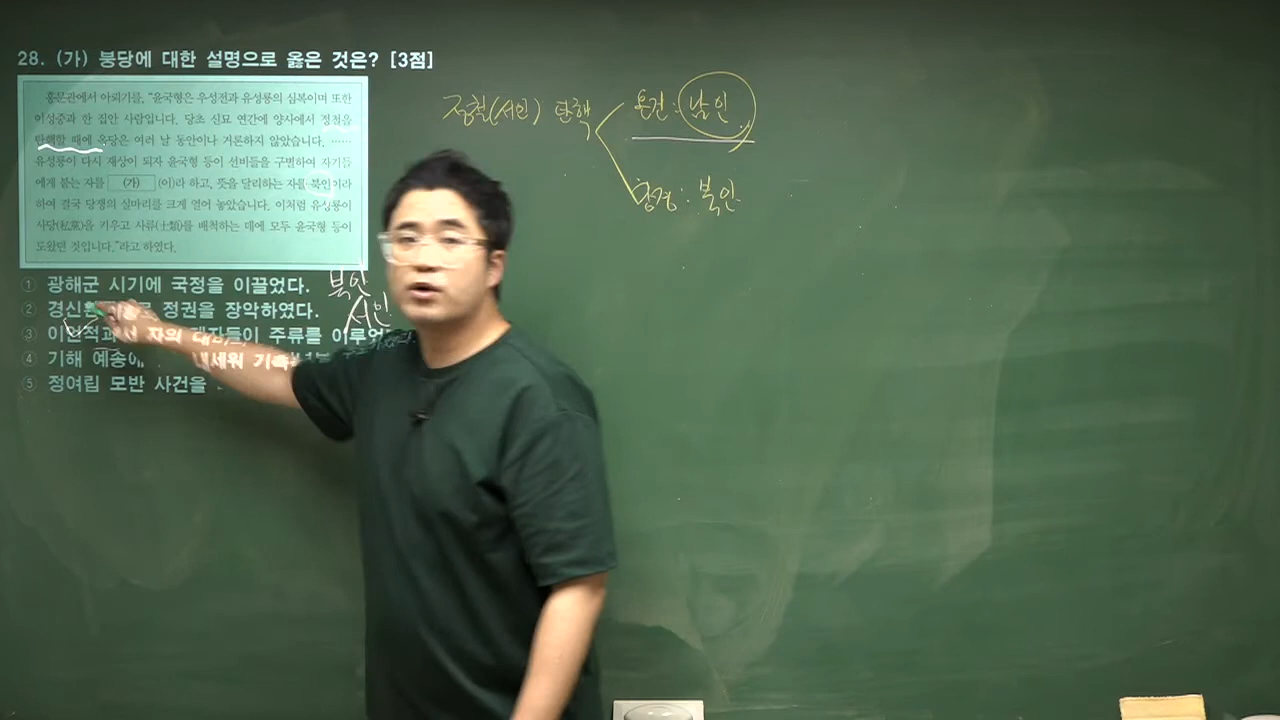 28. (가) 붕당에 대한 설명으로 옳은 것은? [3점]
홍문관에서 아뢰기를, "윤국형은 우성전과 유성룡의 심복이며 또한
이성중과 한 집안 사람입니다. 당초 신묘 연간에 양사에서 정철을
탄핵할 때에 옥당은 여러 날 동안이나 거론하지 않았습니다. ……
유성룡이 다시 재상이 되자 윤국형 등이 선비들을 구별하여 자기들
에게 붙는 자를 (가) (이)라 하고, 뜻을 달리하는 자를 북인이라
하여 결국 당쟁의 실마리를 크게 열어 놓았습니다. 이처럼 유성룡이
사당(私黨)을 키우고 사류(士類)를 배척하는 데에 모두 윤국형 등이
도왔던 것입니다."라고 하였다.
① 광해군 시기에 국정을 이끌었다. 북인
② 경신환 정권을 장악하였다. 서인
③ 이언적과 의 제자들이 주류를
④ 기해 예송에 내세워
⑤ 정여립 모반 사건을
정철(서인) 탄핵
온건: 남인
강경: 북인